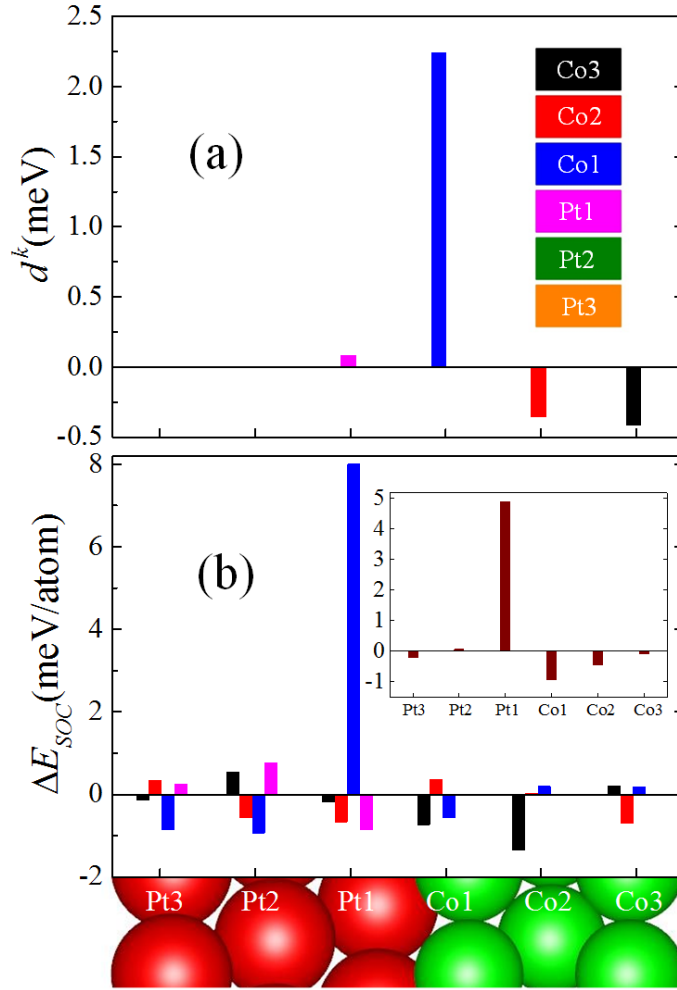 2.5
2.0
1.5
1.0
0.5
0.0
-0.5
d^k(meV)
(a)
Co3
Co2
Co1
Pt1
Pt2
Pt3
8
6
4
2
0
-2
ΔE_SOC(meV/atom)
(b)
5
4
3
2
1
0
-1
Pt3 Pt2 Pt1 Co1 Co2 Co3
Pt3 Pt2 Pt1 Co1 Co2 Co3